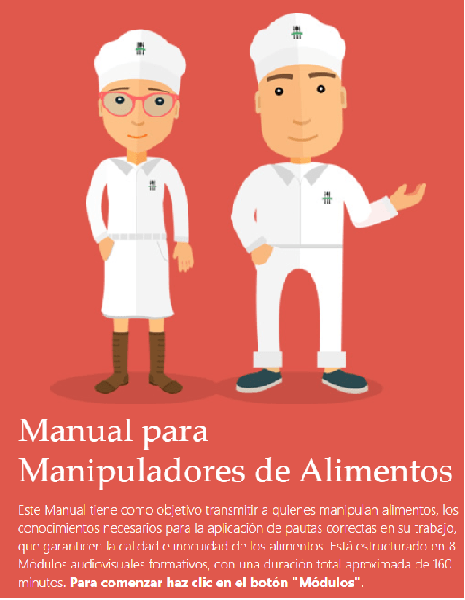 Manual para
Manipuladores de Alimentos
Este Manual tiene como objetivo transmitir a quienes manipulan alimentos, los
conocimientos necesarios para la aplicación de pautas correctas en su trabajo,
que garanticen la calidad e inocuidad de los alimentos. Está estructurado en 8
Módulos audiovisuales formativos, con una duración total aproximada de 160
minutos. Para comenzar haz clic en el botón "Módulos".